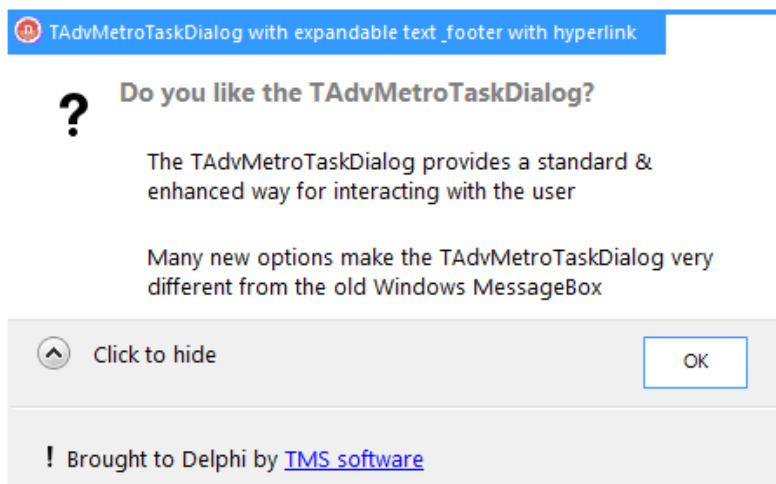 TAdvMetroTaskDialog with expandable text_footer with hyperlink
? Do you like the TAdvMetroTaskDialog?
The TAdvMetroTaskDialog provides a standard &
enhanced way for interacting with the user
Many new options make the TAdvMetroTaskDialog very
different from the old Windows MessageBox
Click to hide
OK
! Brought to Delphi by TMS software